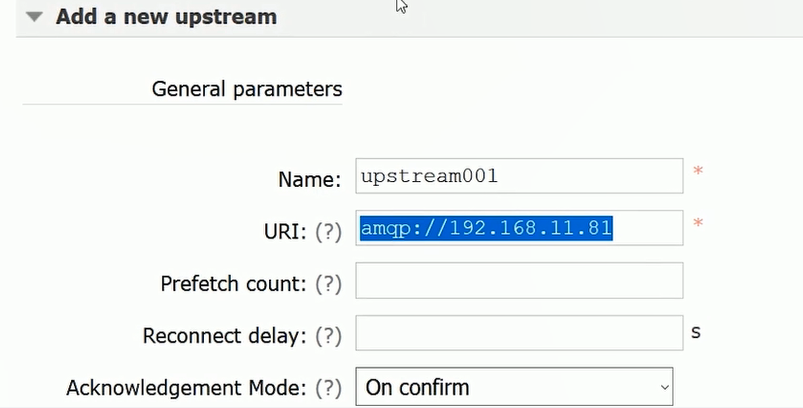 Add a new upstream
General parameters
Name: upstream001 *
URI: (?) amqp://192.168.11.81 *
Prefetch count: (?)
Reconnect delay: (?) s
Acknowledgement Mode: (?) On confirm